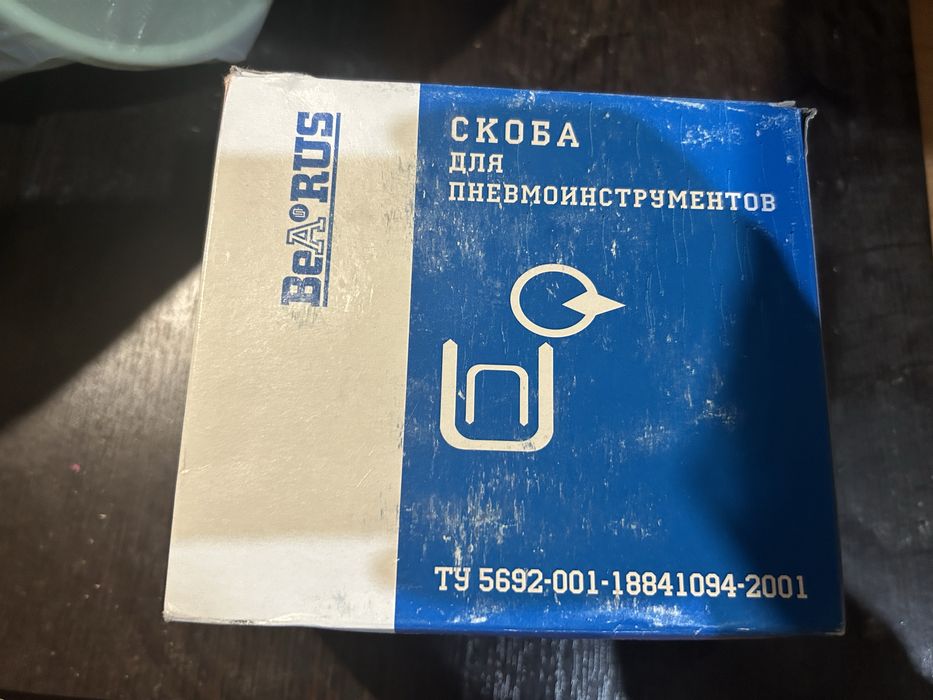 СКОБА
ДЛЯ
ПНЕВМОИНСТРУМЕНТОВ
BeA RUS
ТУ 5692-001-18841094-2001